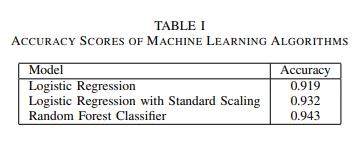 TABLE I
ACCURACY SCORES OF MACHINE LEARNING ALGORITHMS
Model Accuracy
Logistic Regression 0.919
Logistic Regression with Standard Scaling 0.932
Random Forest Classifier 0.943